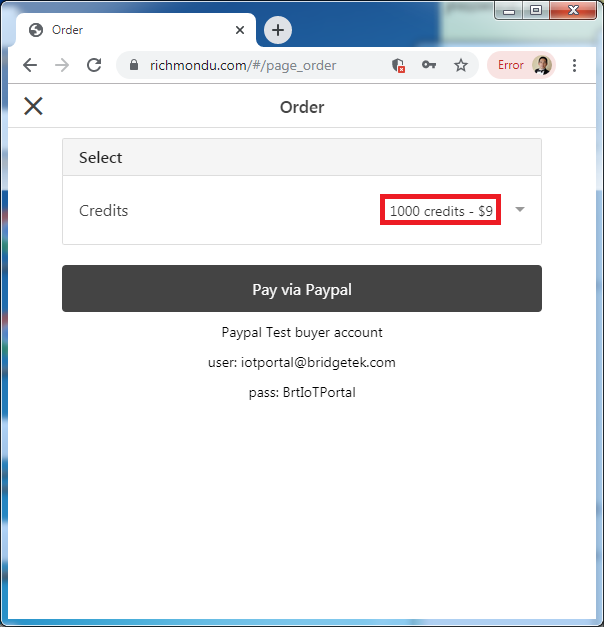 Order
richmondu.com/#/page_order
Error
Order
Select
Credits
1000 credits - $9
Pay via Paypal
Paypal Test buyer account
user: iotportal@bridgetek.com
pass: BrtIoTPortal